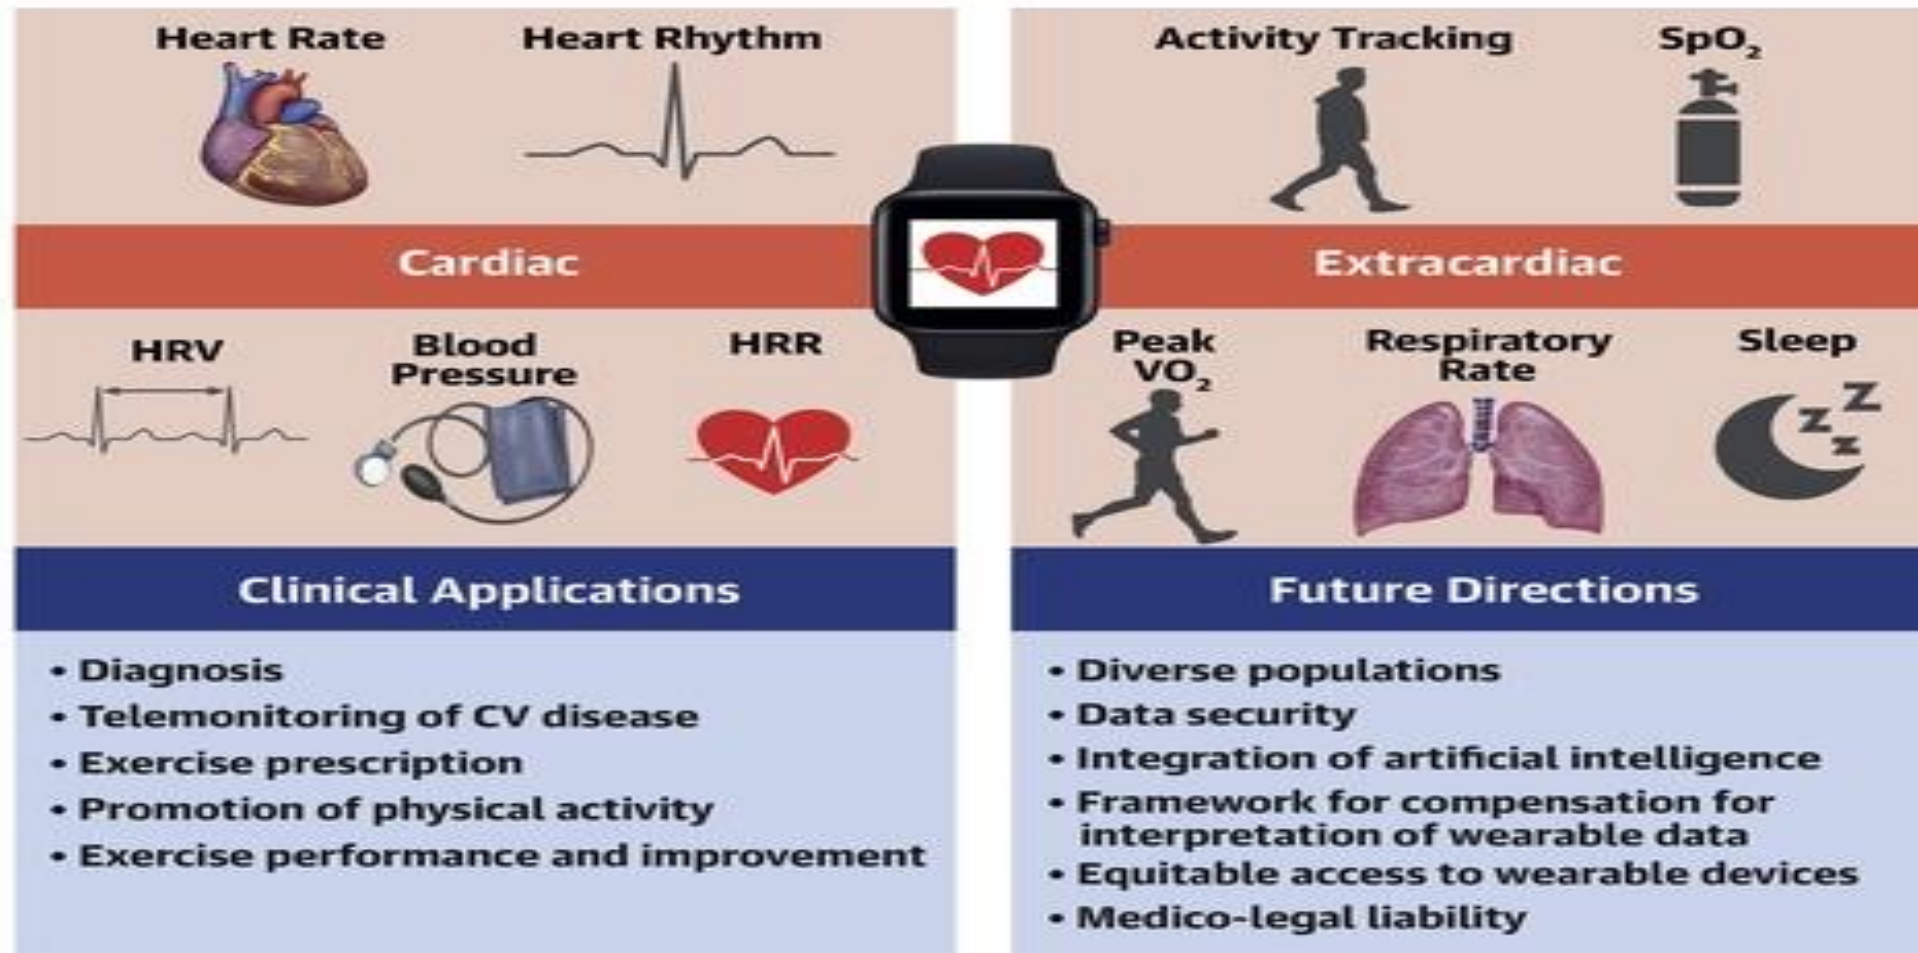 Heart Rate
Heart Rhythm
Cardiac
HRV
Blood
Pressure
HRR
Activity Tracking
SpO₂
Extracardiac
Peak
VO₂
Respiratory
Rate
Sleep
z z Z
Clinical Applications
• Diagnosis
• Telemonitoring of CV disease
• Exercise prescription
• Promotion of physical activity
• Exercise performance and improvement
Future Directions
• Diverse populations
• Data security
• Integration of artificial intelligence
• Framework for compensation for
interpretation of wearable data
• Equitable access to wearable devices
• Medico-legal liability